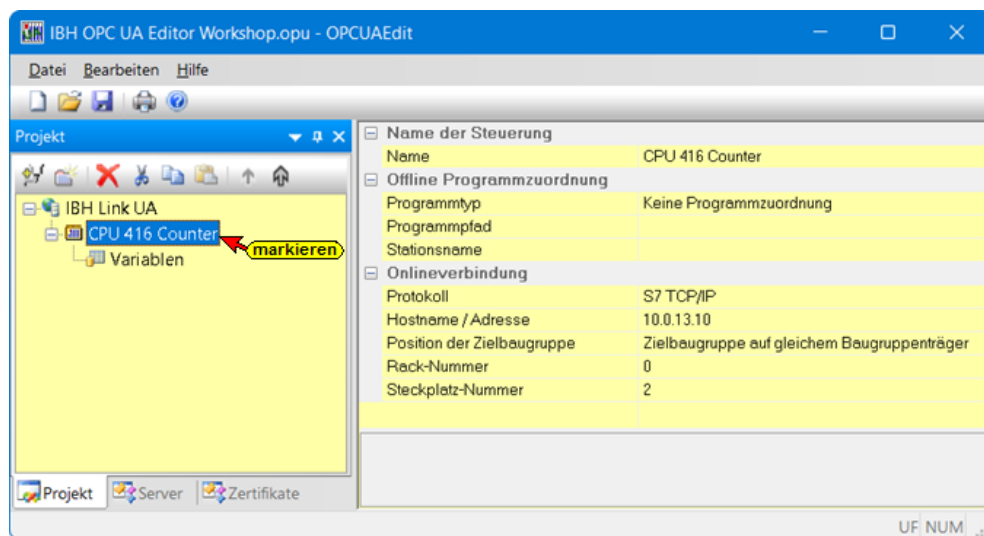 IBH OPC UA Editor Workshop.opu - OPCUAEdit
Datei Bearbeiten Hilfe
Projekt
IBH Link UA
CPU 416 Counter
markieren
Variablen
Projekt Server Zertifikate
Name der Steuerung
Name CPU 416 Counter
Offline Programmzuordnung
Programmtyp Keine Programmzuordnung
Programmpfad
Stationsname
Onlineverbindung
Protokoll S7 TCP/IP
Hostname / Adresse 10.0.13.10
Position der Zielbaugruppe Zielbaugruppe auf gleichem Baugruppenträger
Rack-Nummer 0
Steckplatz-Nummer 2
UF NUM